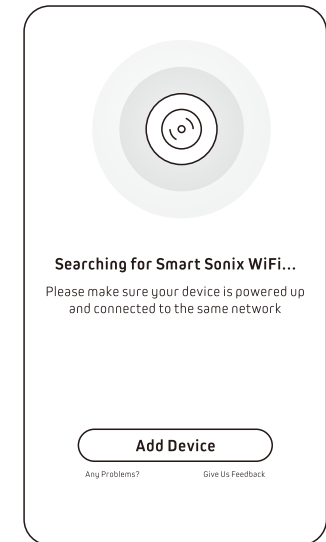 Searching for Smart Sonix WiFi...
Please make sure your device is powered up
and connected to the same network
Add Device
Any Problems? Give Us Feedback